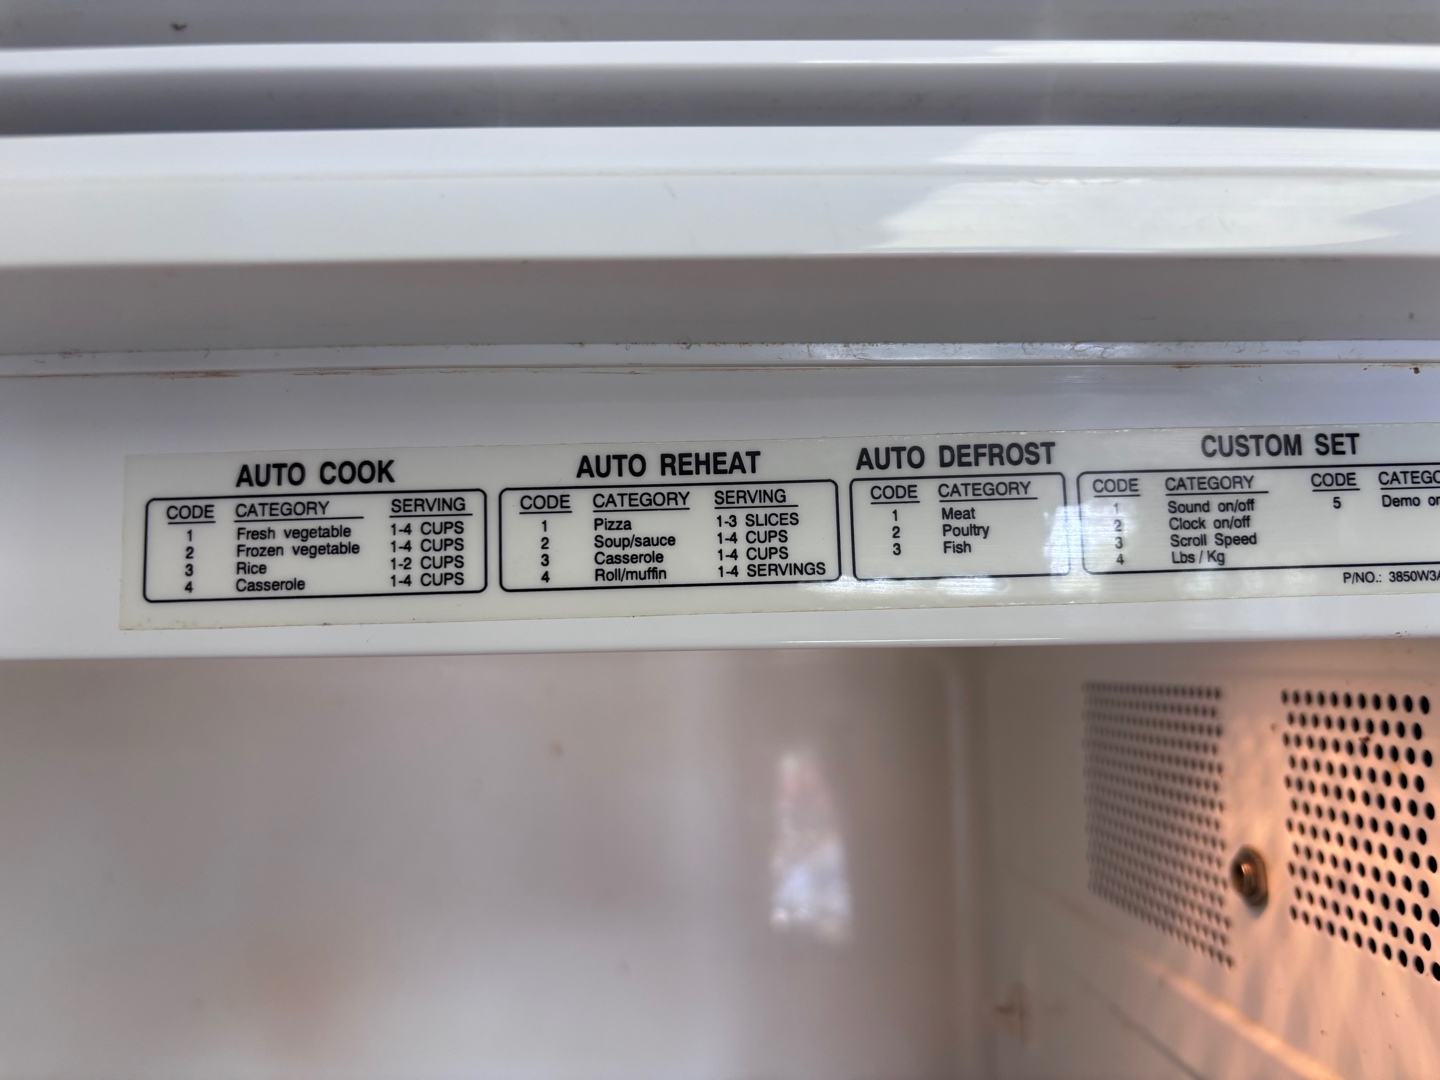 AUTO COOK
CODE CATEGORY SERVING
1 Fresh vegetable 1-4 CUPS
2 Frozen vegetable 1-4 CUPS
3 Rice 1-2 CUPS
4 Casserole 1-4 CUPS
AUTO REHEAT
CODE CATEGORY SERVING
1 Pizza 1-3 SLICES
2 Soup/sauce 1-4 CUPS
3 Casserole 1-4 CUPS
4 Roll/muffin 1-4 SERVINGS
AUTO DEFROST
CODE CATEGORY
1 Meat
2 Poultry
3 Fish
CUSTOM SET
CODE CATEGORY CODE CATEGO
1 Sound on/off 5 Demo on
2 Clock on/off
3 Scroll Speed
4 Lbs / Kg
P/NO.: 3850W3A